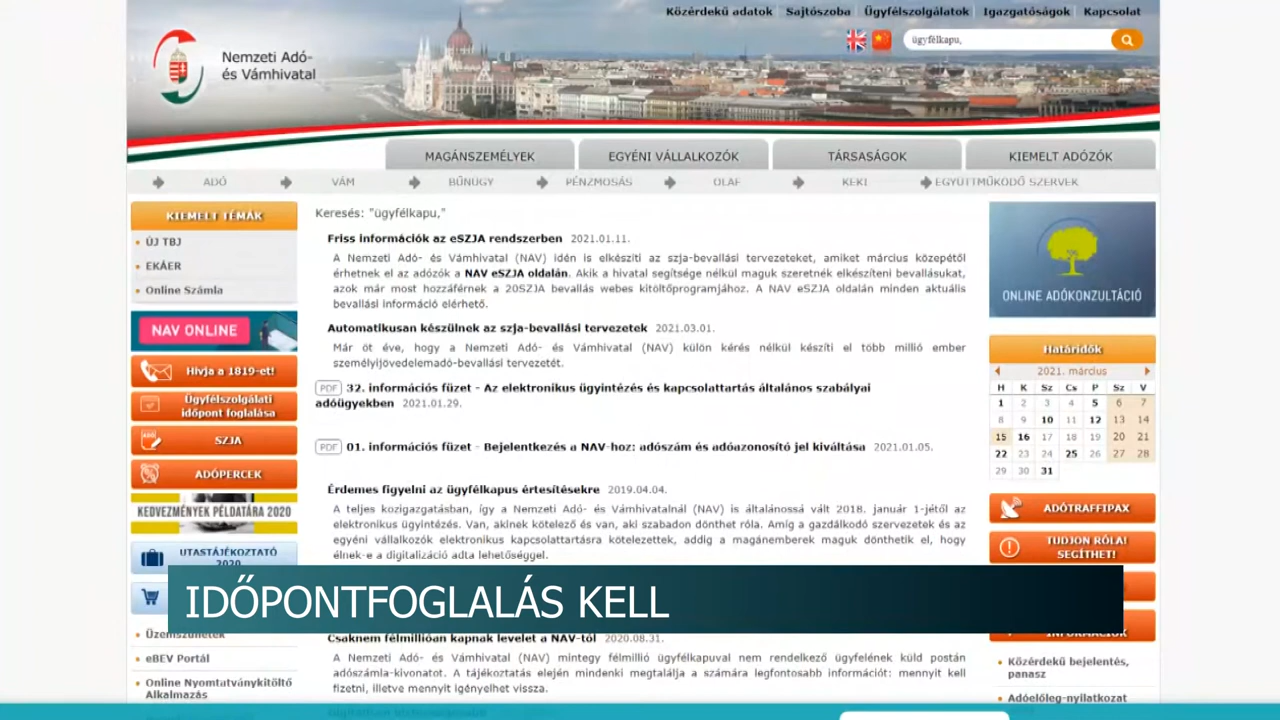 Közérdekű adatok Sajtószoba Ügyfélszolgálatok Igazgatóságok Kapcsolat
Nemzeti Adó-
és Vámhivatal
ügyfélkapu,
MAGÁNSZEMÉLYEK EGYÉNI VÁLLALKOZÓK TÁRSASÁGOK KIEMELT ADÓZÓK
ADÓ VÁM BŰNÜGY PÉNZMOSÁS OLAF KEKI EGYÜTTMŰKÖDŐ SZERVEK
KIEMELT TÉMÁK
ÚJ TBJ
EKÁER
Online Számla
NAV ONLINE
Hívja a 1819-et!
Ügyfélszolgálati
időpont foglalása
SZJA
ADÓPERCEK
KEDVEZMÉNYEK PÉLDATÁRA 2020
UTASTÁJÉKOZTATÓ
2020
Üzemszünetek
eBEV Portál
Online Nyomtatványkitöltő
Alkalmazás
Keresés: "ügyfélkapu,"
Friss információk az eSZJA rendszerben 2021.01.11.
A Nemzeti Adó- és Vámhivatal (NAV) idén is elkészíti az szja-bevallási tervezeteket, amiket március közepétől
érhetnek el az adózók a NAV eSZJA oldalán. Akik a hivatal segítsége nélkül maguk szeretnék elkészíteni bevallásukat,
azok már most hozzáférnek a 20SZJA bevallás webes kitöltőprogramjához. A NAV eSZJA oldalán minden aktuális
bevallási információ elérhető.
Automatikusan készülnek az szja-bevallási tervezetek 2021.03.01.
Már öt éve, hogy a Nemzeti Adó- és Vámhivatal (NAV) külön kérés nélkül készíti el több millió ember
személyijövedelemadó-bevallási tervezetét.
PDF 32. információs füzet - Az elektronikus ügyintézés és kapcsolattartás általános szabályai
adóügyekben 2021.01.29.
PDF 01. információs füzet - Bejelentkezés a NAV-hoz: adószám és adóazonosító jel kiváltása 2021.01.05.
Érdemes figyelni az ügyfélkapus értesítésekre 2019.04.04.
A teljes közigazgatásban, így a Nemzeti Adó- és Vámhivatalnál (NAV) is általánossá vált 2018. január 1-jétől az
elektronikus ügyintézés. Van, akinek kötelező és van, aki szabadon dönthet róla. Amíg a gazdálkodó szervezetek és az
egyéni vállalkozók elektronikus kapcsolattartásra kötelezettek, addig a magánemberek maguk dönthetik el, hogy
élnek-e a digitalizáció adta lehetőséggel.
IDŐPONTFOGLALÁS KELL
Csaknem félmillióan kapnak levelet a NAV-tól 2020.08.31.
A Nemzeti Adó- és Vámhivatal (NAV) mintegy félmillió ügyfélkapuval nem rendelkező ügyfelének küld postán
adószámla-kivonatot. A tájékoztatás elején mindenki megtalálja a számára legfontosabb információt: mennyit kell
fizetni, illetve mennyit igényelhet vissza.
ONLINE ADÓKONZULTÁCIÓ
Határidők
2021. március
H K Sz Cs P Sz V
1 2 3 4 5 6 7
8 9 10 11 12 13 14
15 16 17 18 19 20 21
22 23 24 25 26 27 28
29 30 31
ADÓTRAFFIPAX
TUDJON RÓLA!
SEGÍTHET!
INFORMÁCIÓK
Közérdekű bejelentés,
panasz
Adóelőleg-nyilatkozat